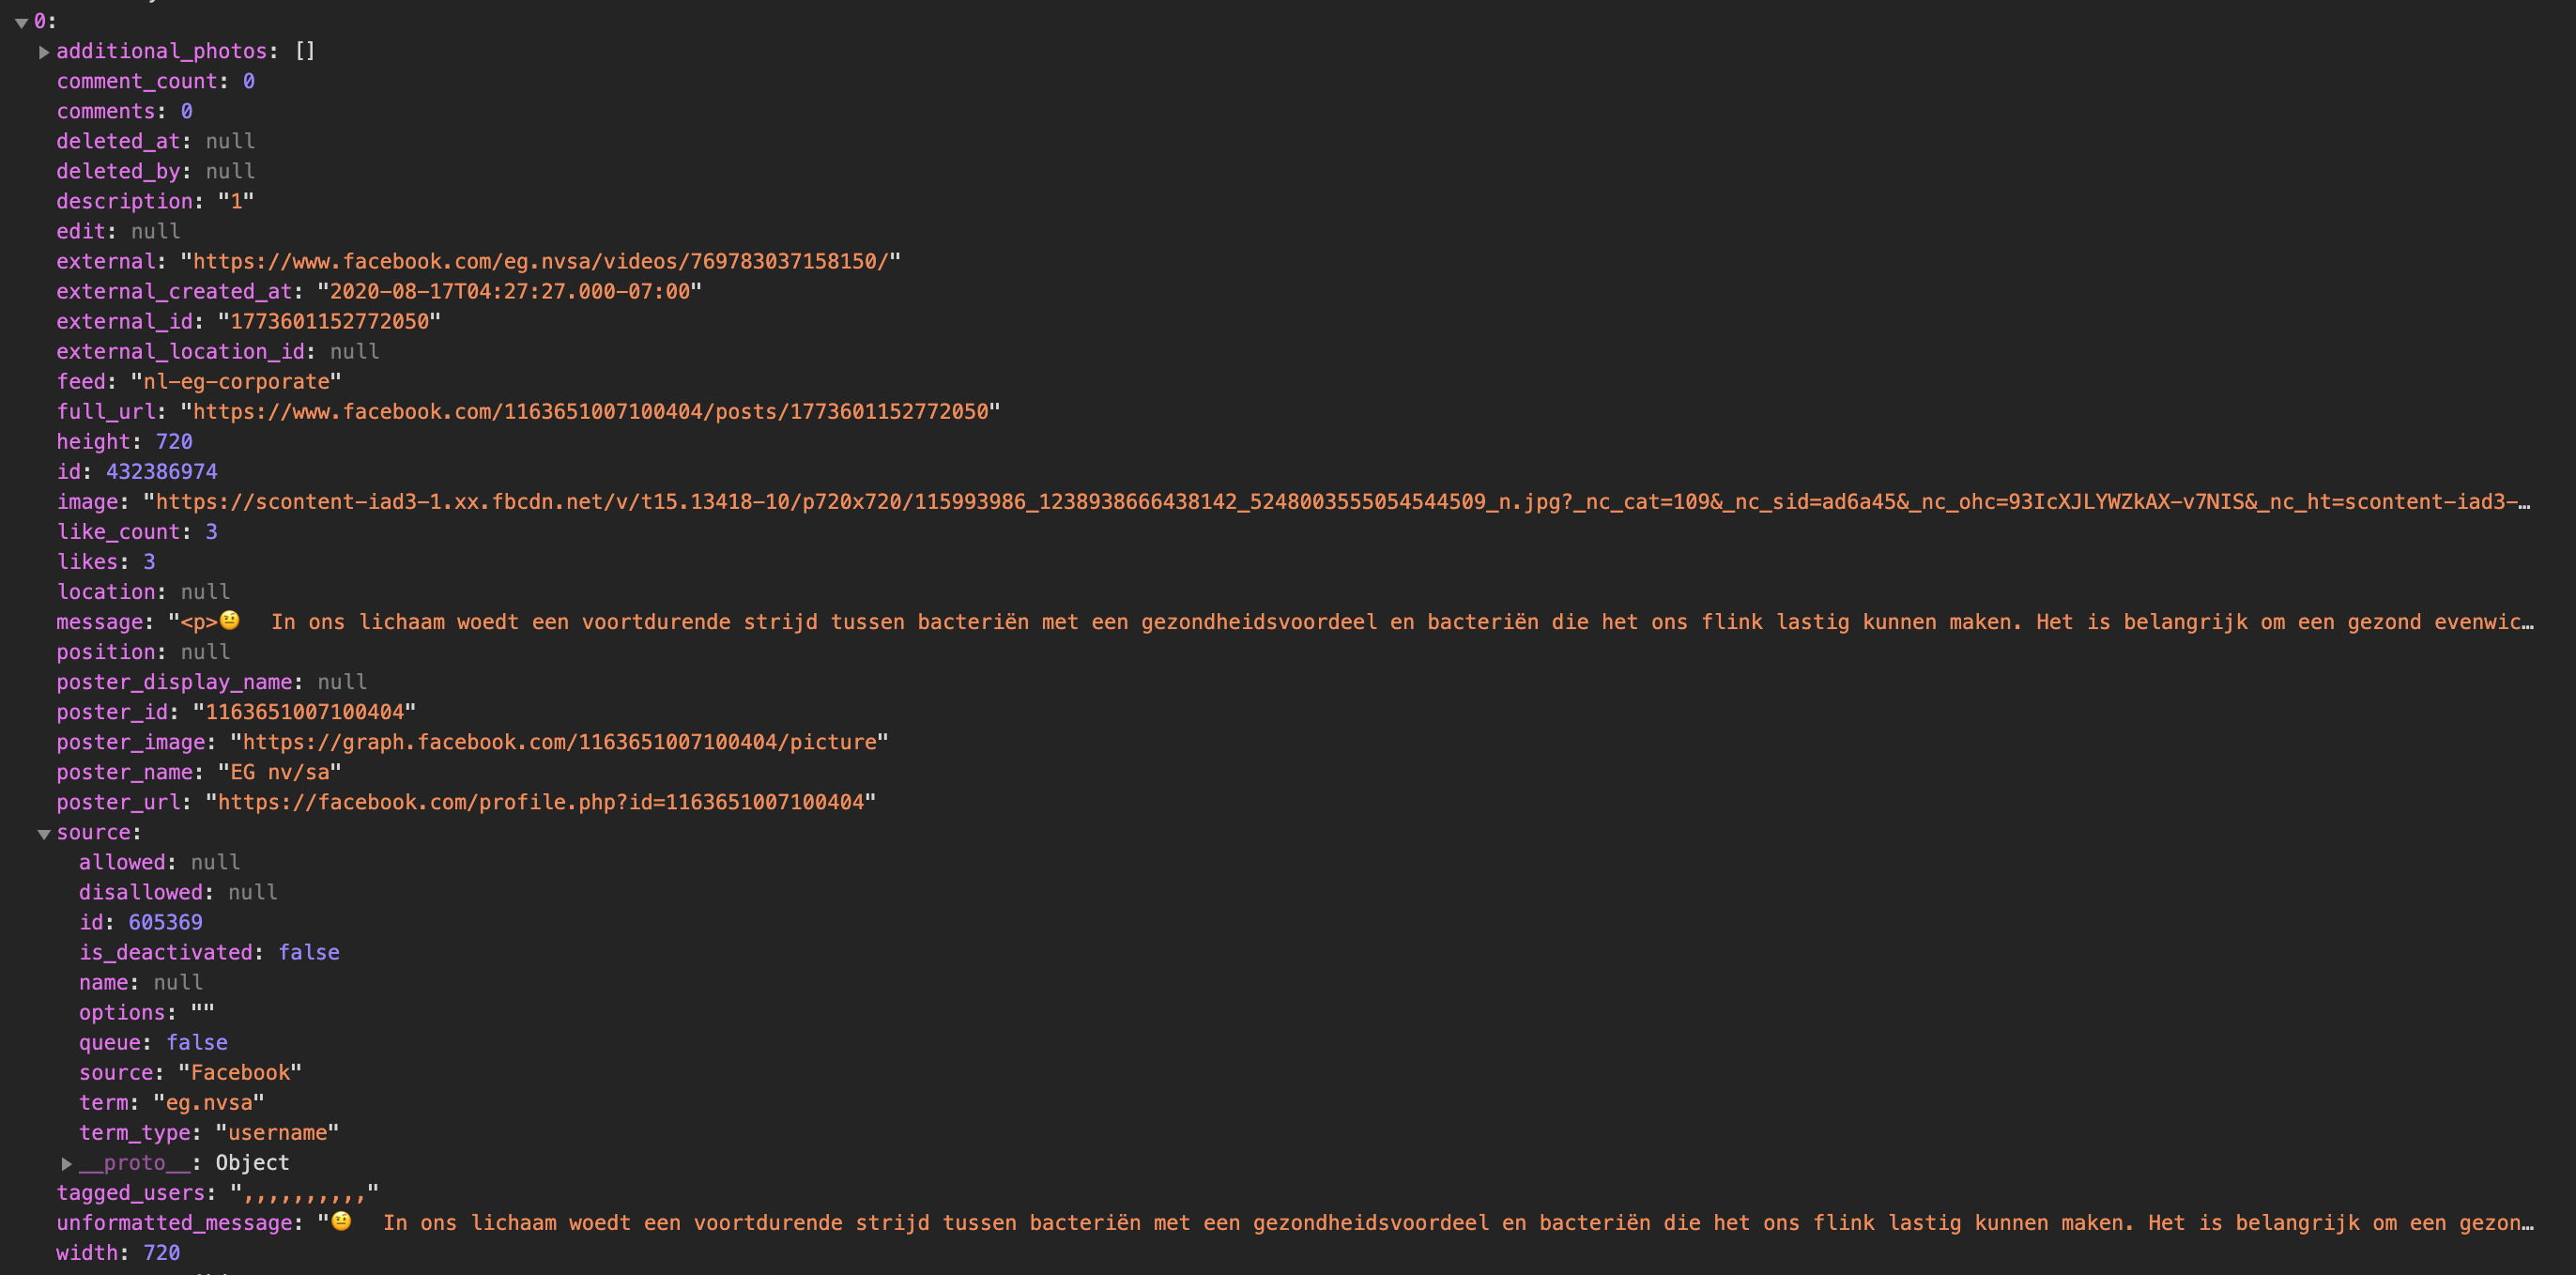 0:
additional_photos: []
comment_count: 0
comments: 0
deleted_at: null
deleted_by: null
description: "1"
edit: null
external: "https://www.facebook.com/eg.nvsa/videos/769783037158150/"
external_created_at: "2020-08-17T04:27:27.000-07:00"
external_id: "1773601152772050"
external_location_id: null
feed: "nl-eg-corporate"
full_url: "https://www.facebook.com/1163651007100404/posts/1773601152772050"
height: 720
id: 432386974
image: "https://scontent-iad3-1.xx.fbcdn.net/v/t15.13418-10/p720x720/115993986_1238938666438142_5248003555054544509_n.jpg?_nc_cat=109&_nc_sid=ad6a45&_nc_ohc=93IcXJLYWZkAX-v7NIS&_nc_ht=scontent-iad3-…
like_count: 3
likes: 3
location: null
message: "<p>🤨 In ons lichaam woedt een voortdurende strijd tussen bacteriën met een gezondheidsvoordeel en bacteriën die het ons flink lastig kunnen maken. Het is belangrijk om een gezond evenwic…
position: null
poster_display_name: null
poster_id: "1163651007100404"
poster_image: "https://graph.facebook.com/1163651007100404/picture"
poster_name: "EG nv/sa"
poster_url: "https://facebook.com/profile.php?id=1163651007100404"
source:
allowed: null
disallowed: null
id: 605369
is_deactivated: false
name: null
options: ""
queue: false
source: "Facebook"
term: "eg.nvsa"
term_type: "username"
__proto__: Object
tagged_users: ",,,,,,,,,,"
unformatted_message: "🤨 In ons lichaam woedt een voortdurende strijd tussen bacteriën met een gezondheidsvoordeel en bacteriën die het ons flink lastig kunnen maken. Het is belangrijk om een gezon…
width: 720